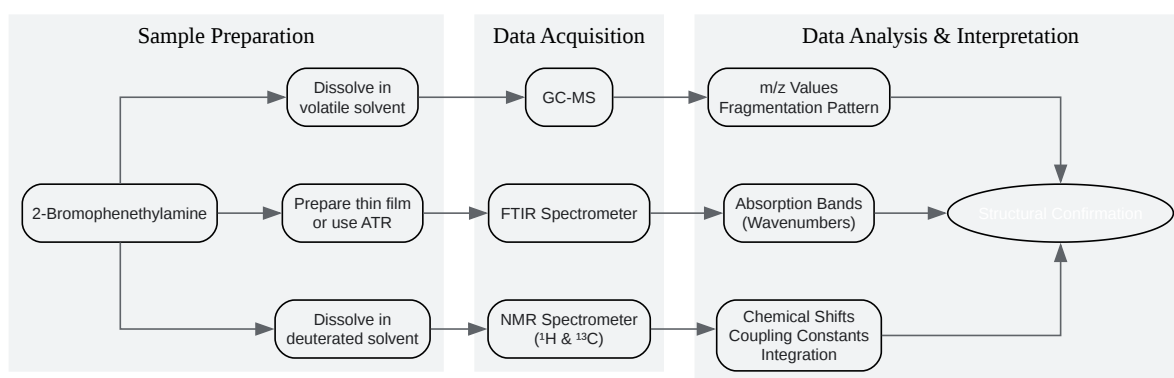 Sample Preparation
Data Acquisition
Data Analysis & Interpretation
Dissolve in
volatile solvent
GC-MS
m/z Values
Fragmentation Pattern
2-Bromophenethylamine
Prepare thin film
or use ATR
FTIR Spectrometer
Absorption Bands
(Wavenumbers)
Structural Confirmation
Dissolve in
deuterated solvent
NMR Spectrometer
(¹H & ¹³C)
Chemical Shifts
Coupling Constants
Integration